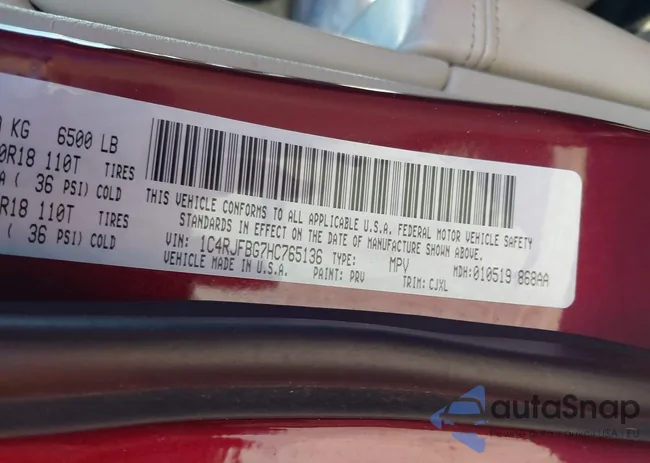 KG 6500 LB
0R18 110T TIRES
A ( 36 PSI) COLD
R18 110T TIRES
( 36 PSI) COLD
THIS VEHICLE CONFORMS TO ALL APPLICABLE U.S.A. FEDERAL MOTOR VEHICLE SAFETY
STANDARDS IN EFFECT ON THE DATE OF MANUFACTURE SHOWN ABOVE.
VIN: 1C4RJFBG7HC765136 TYPE: MPV MDH: 010519 868AA
VEHICLE MADE IN U.S.A. PAINT: PRV TRIM: CJXL
autoSnap